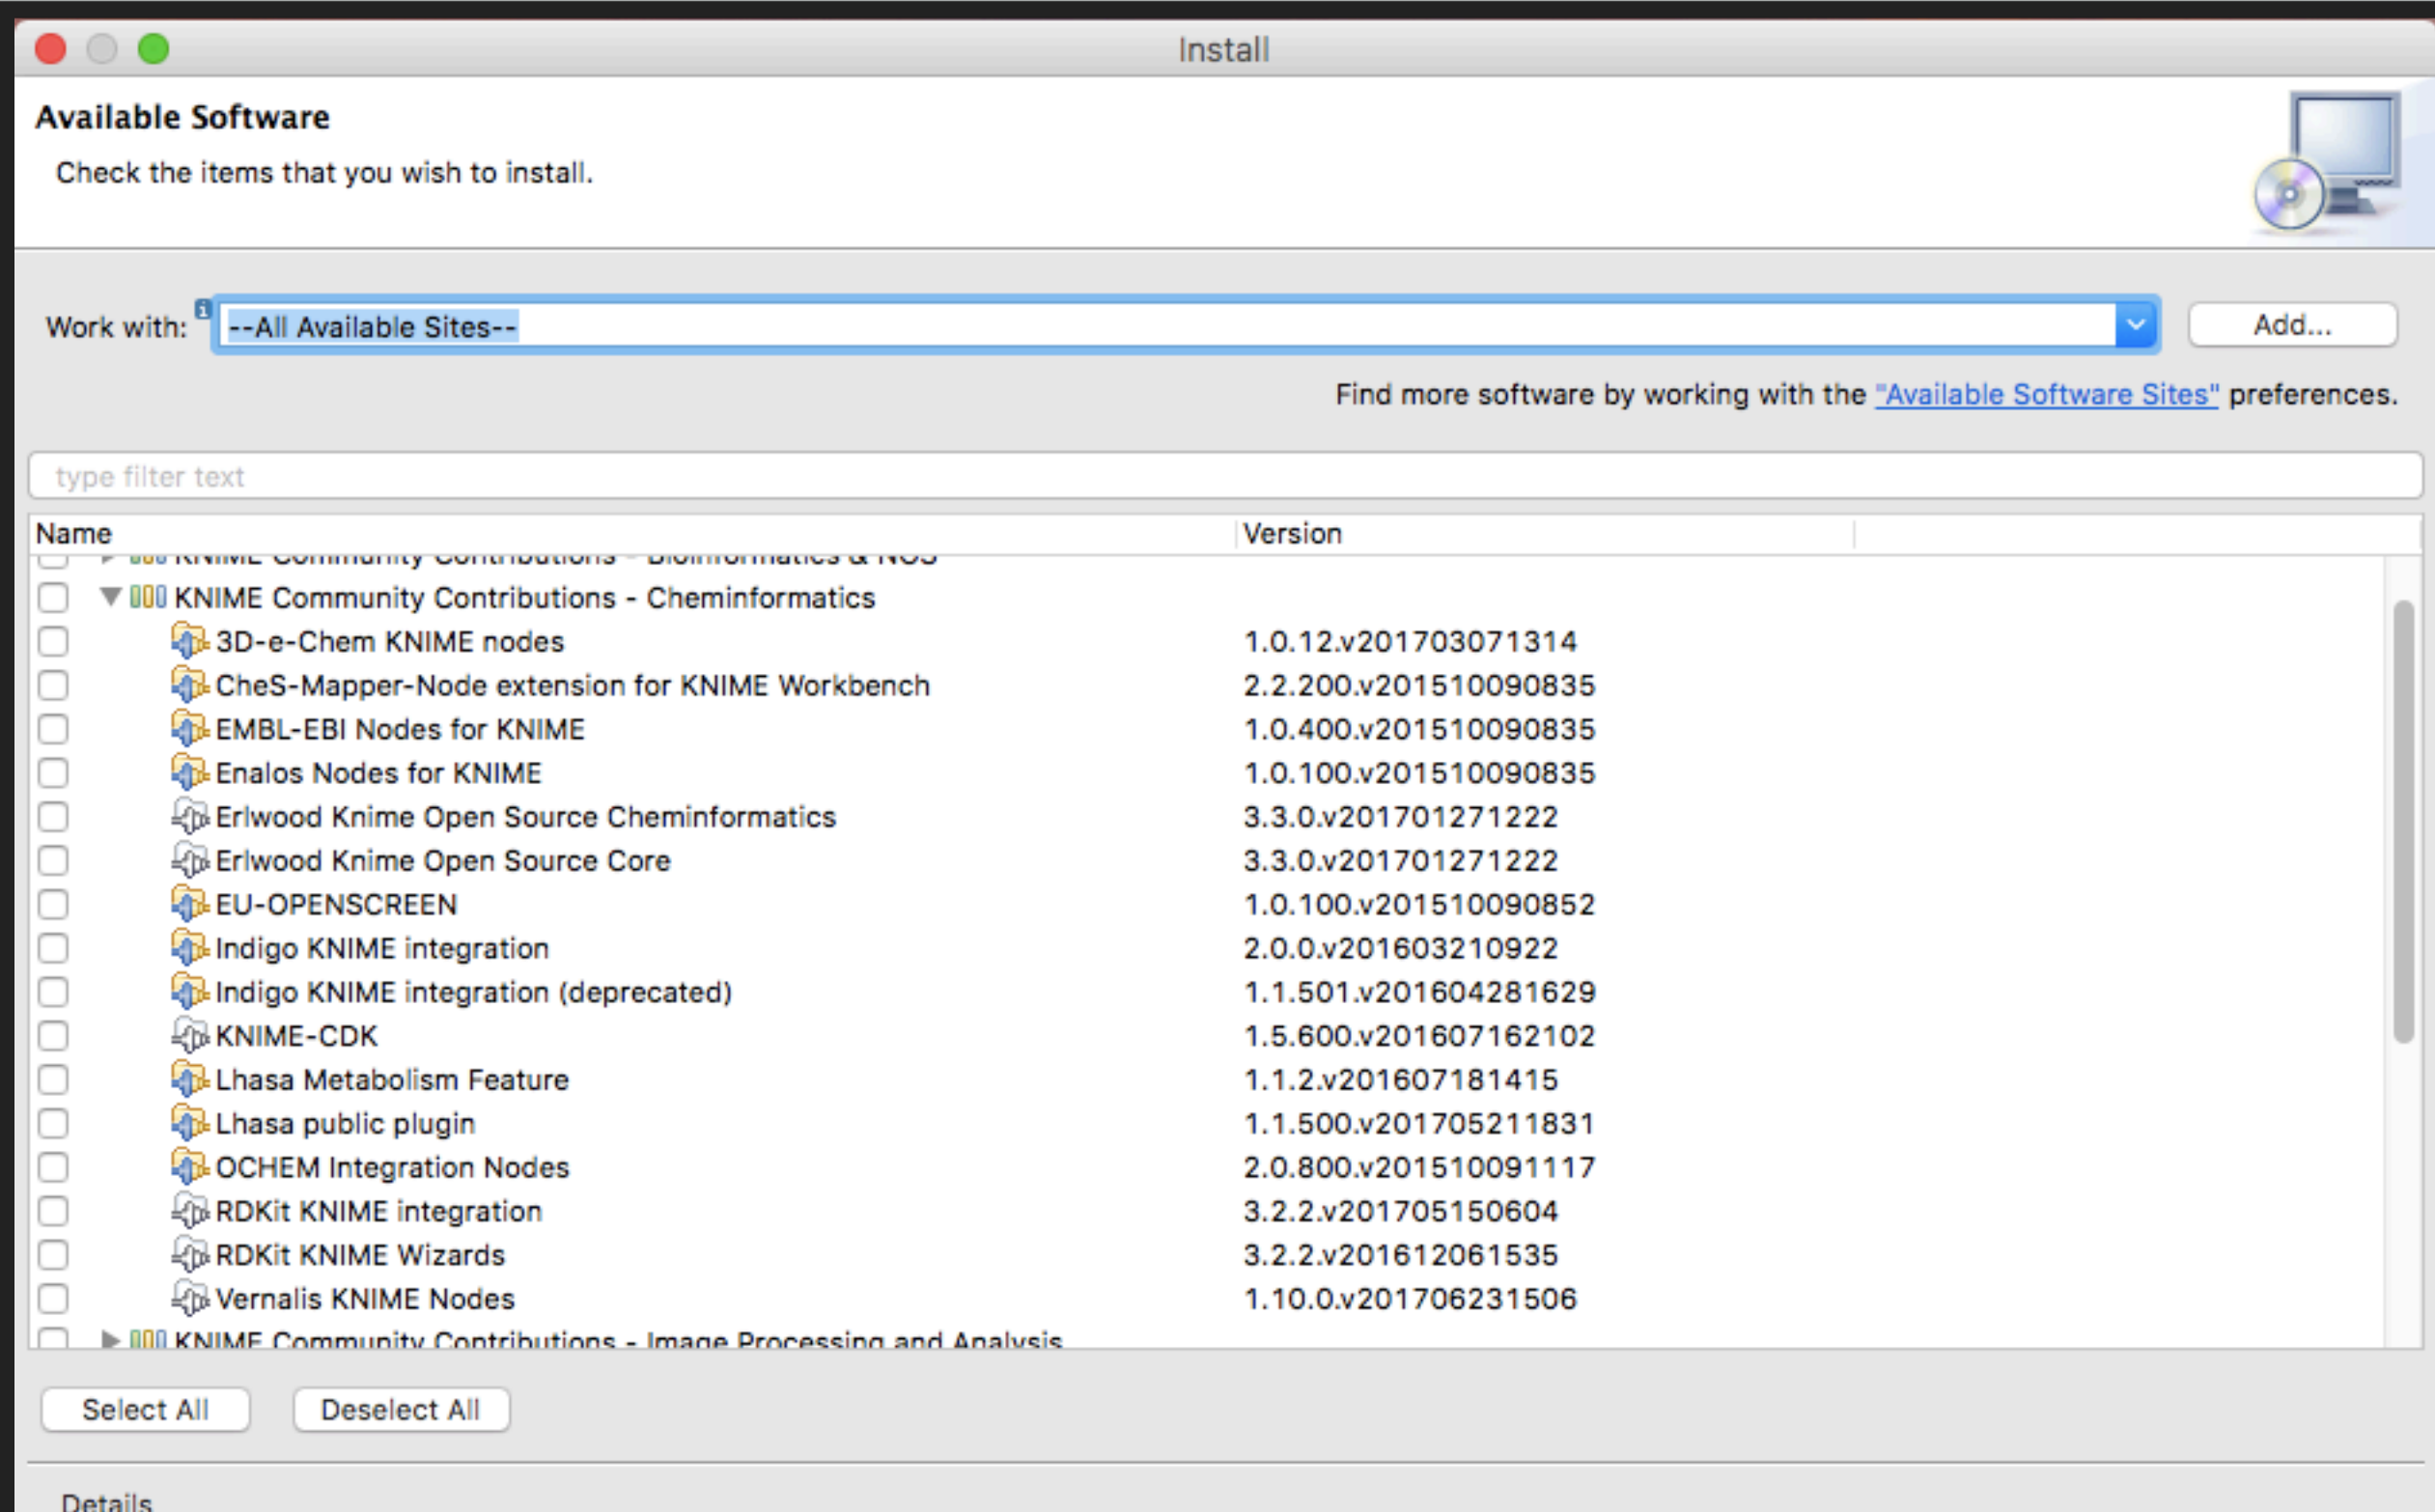 Install
Available Software
Check the items that you wish to install.
Work with: --All Available Sites-- Add...
Find more software by working with the "Available Software Sites" preferences.
type filter text
Name Version
KNIME Community Contributions - Bioinformatics & NGS
KNIME Community Contributions - Cheminformatics
3D-e-Chem KNIME nodes 1.0.12.v201703071314
CheS-Mapper-Node extension for KNIME Workbench 2.2.200.v201510090835
EMBL-EBI Nodes for KNIME 1.0.400.v201510090835
Enalos Nodes for KNIME 1.0.100.v201510090835
Erlwood Knime Open Source Cheminformatics 3.3.0.v201701271222
Erlwood Knime Open Source Core 3.3.0.v201701271222
EU-OPENSCREEN 1.0.100.v201510090852
Indigo KNIME integration 2.0.0.v201603210922
Indigo KNIME integration (deprecated) 1.1.501.v201604281629
KNIME-CDK 1.5.600.v201607162102
Lhasa Metabolism Feature 1.1.2.v201607181415
Lhasa public plugin 1.1.500.v201705211831
OCHEM Integration Nodes 2.0.800.v201510091117
RDKit KNIME integration 3.2.2.v201705150604
RDKit KNIME Wizards 3.2.2.v201612061535
Vernalis KNIME Nodes 1.10.0.v201706231506
KNIME Community Contributions - Image Processing and Analysis
Select All Deselect All
Details